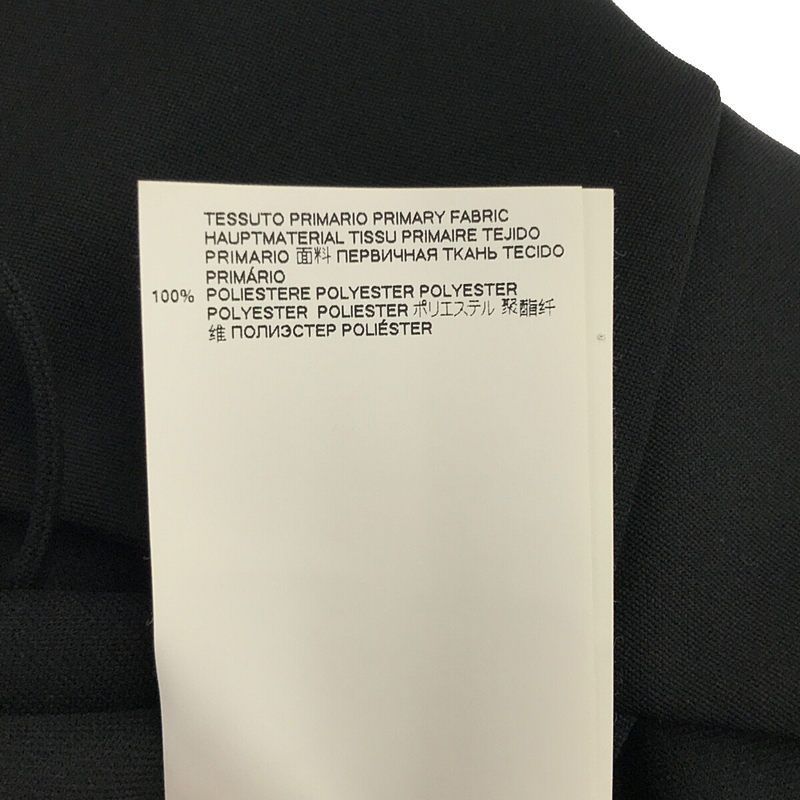 TESSUTO PRIMARIO PRIMARY FABRIC
HAUPTMATERIAL TISSU PRIMAIRE TEJIDO
PRIMARIO 面料 ПЕРВИЧНАЯ ТКАНЬ TECIDO
PRIMÁRIO
100% POLIESTERE POLYESTER POLYESTER
POLYESTER POLIESTER ポリエステル 聚酯纤
维 ПОЛИЭСТЕР POLIÉSTER